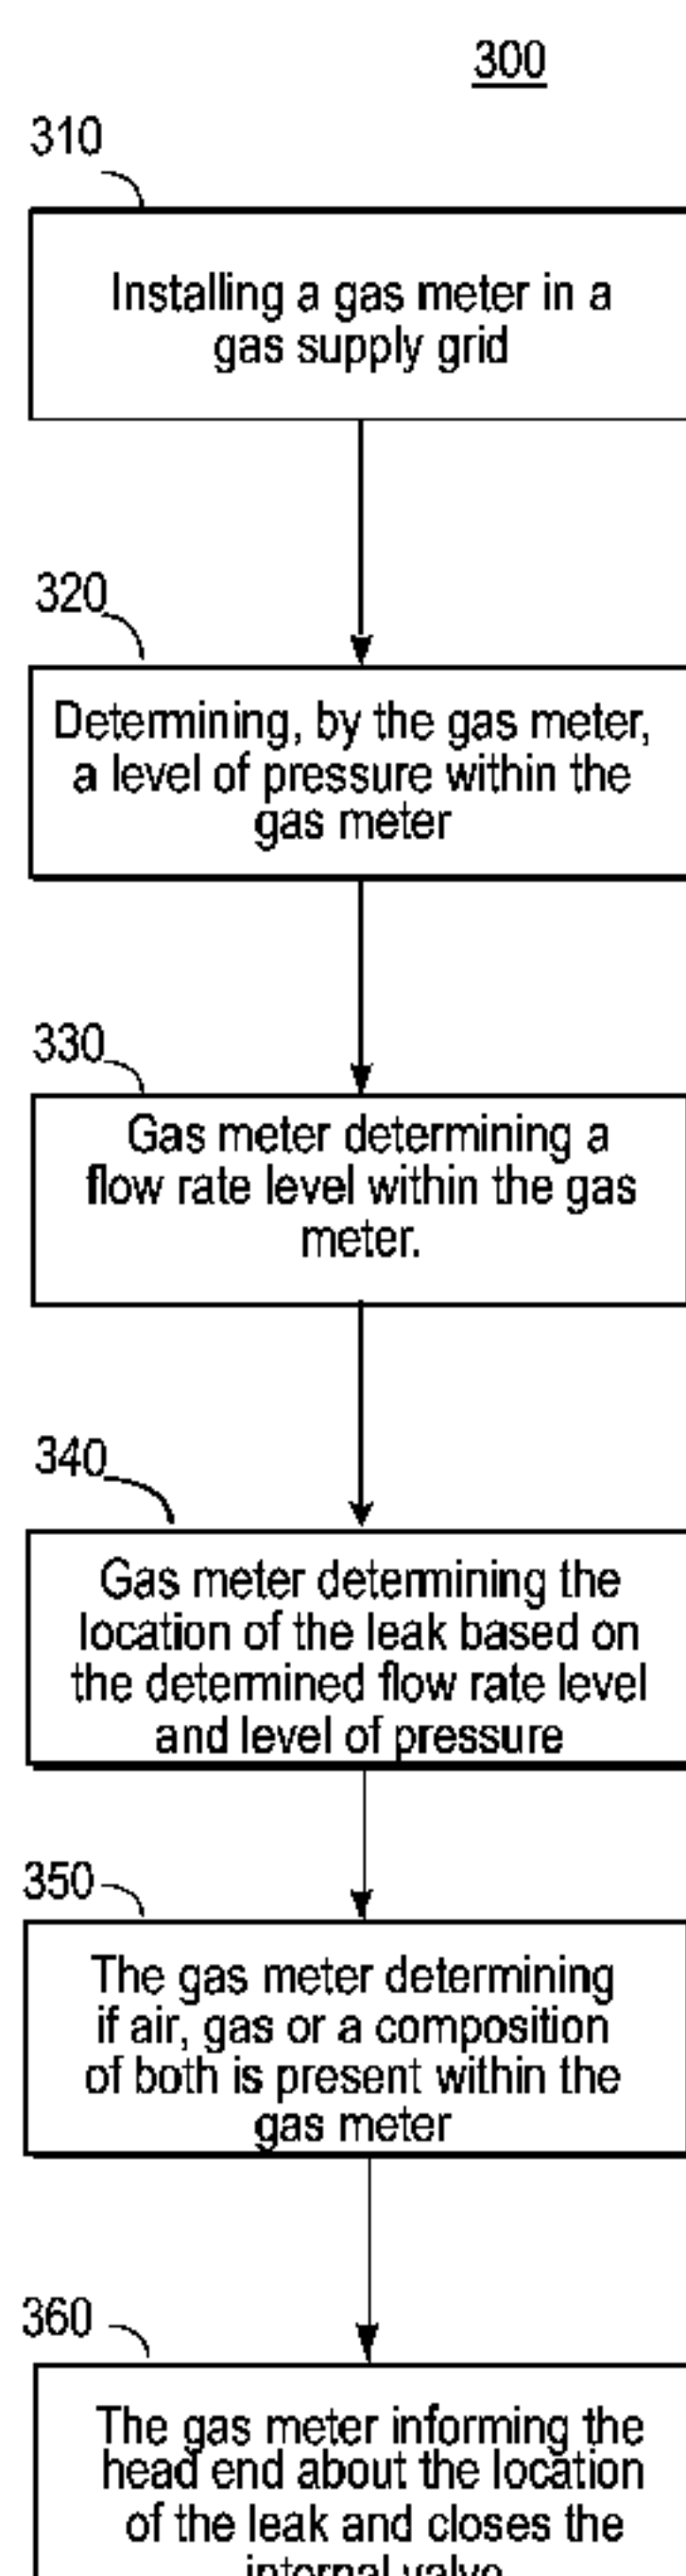 300
310
Installing a gas meter in a
gas supply grid
320
Determining, by the gas meter,
a level of pressure within the
gas meter
330
Gas meter determining a
flow rate level within the gas
meter.
340
Gas meter determining the
location of the leak based on
the determined flow rate level
and level of pressure
350
The gas meter determining
if air, gas or a composition
of both is present within the
gas meter
360
The gas meter informing the
head end about the location
of the leak and closes the
internal valve